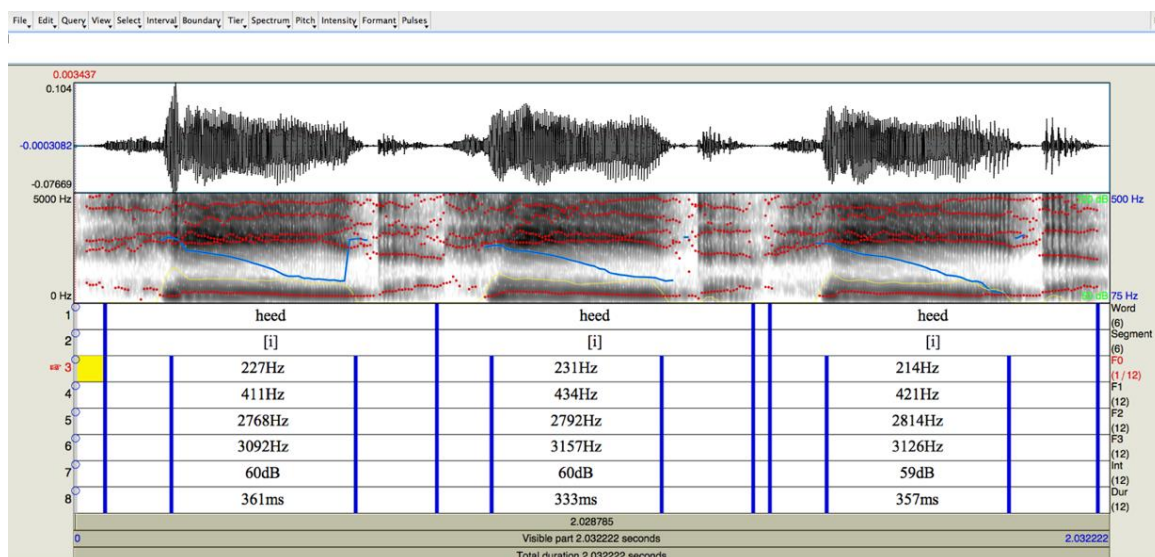 File Edit Query View Select Interval Boundary Tier Spectrum Pitch Intensity Formant Pulses
0.003437
0.104
-0.0003082
-0.07669
5000 Hz 500 Hz
0 Hz 75 Hz
1 heed heed heed Word (6)
2 [i] [i] [i] Segment (6)
3 227Hz 231Hz 214Hz F0 (1/12)
4 411Hz 434Hz 421Hz F1 (12)
5 2768Hz 2792Hz 2814Hz F2 (12)
6 3092Hz 3157Hz 3126Hz F3 (12)
7 60dB 60dB 59dB Int (12)
8 361ms 333ms 357ms Dur (12)
2.028785
0 Visible part 2.032222 seconds 2.032222
Total duration 2.032222 seconds